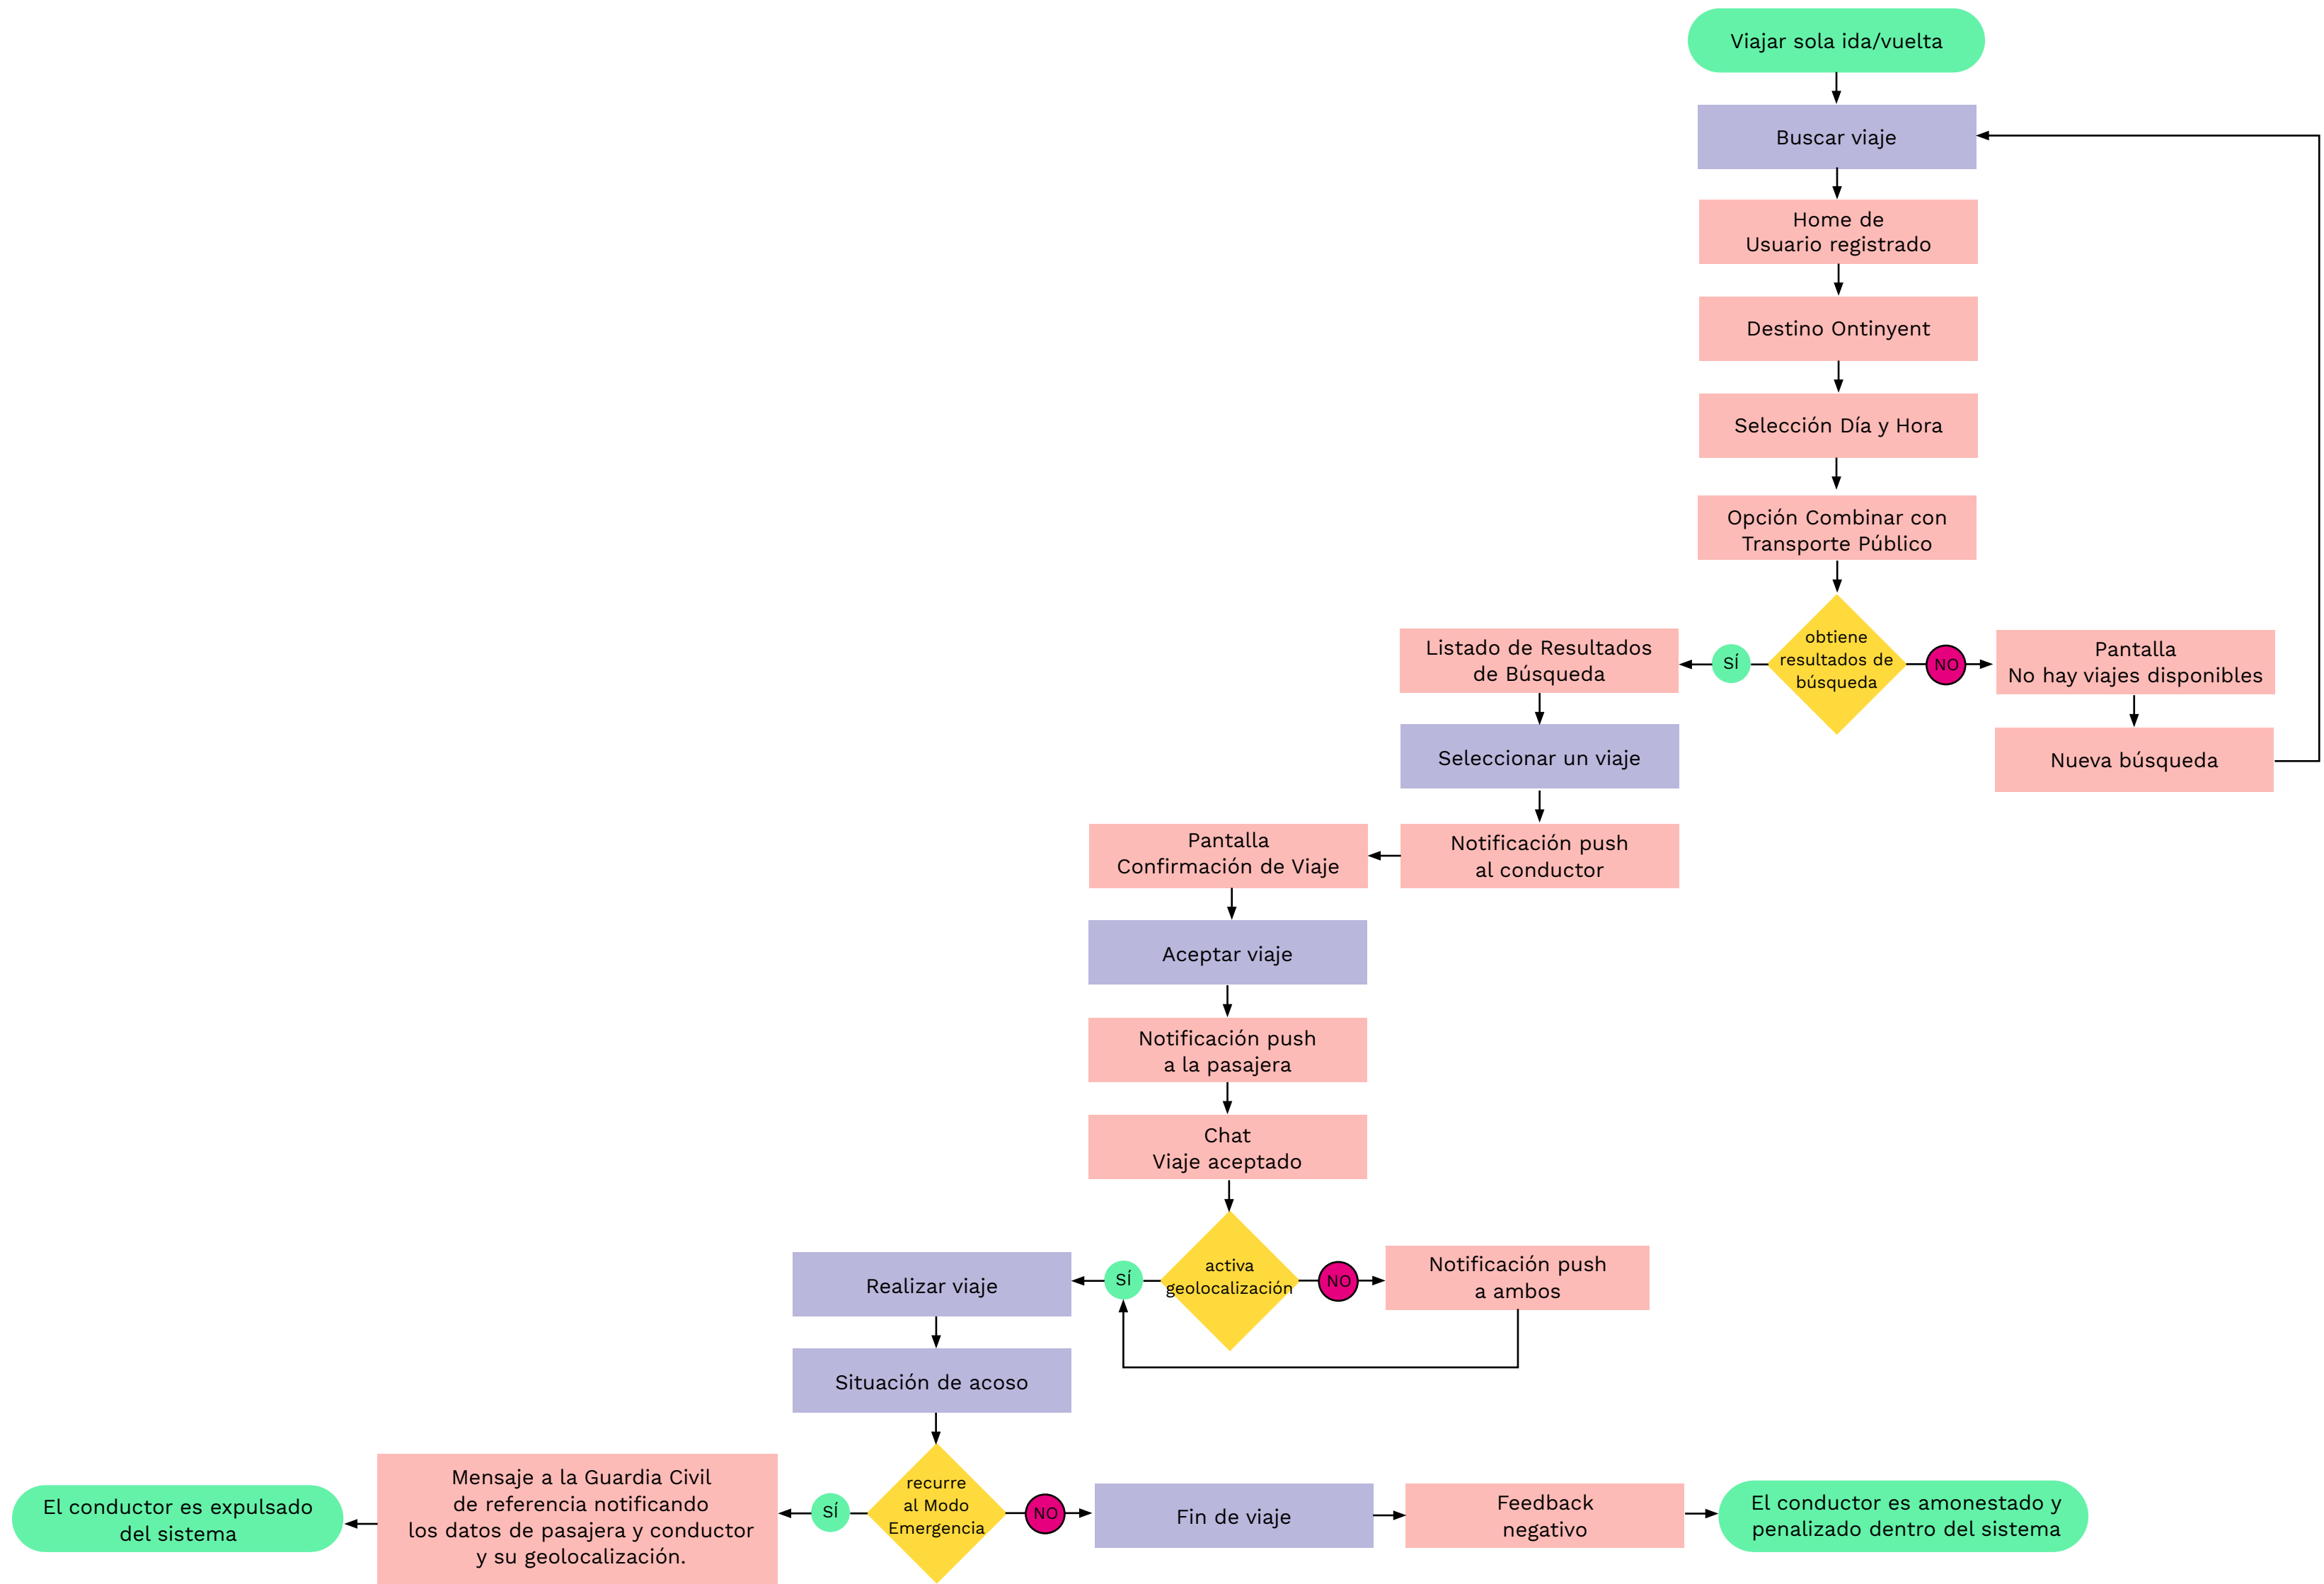 Viajar sola ida/vuelta
Buscar viaje
Home de
Usuario registrado
Destino Ontinyent
Selección Día y Hora
Opción Combinar con
Transporte Público
obtiene
resultados de
búsqueda
SÍ
NO
Listado de Resultados
de Búsqueda
Pantalla
No hay viajes disponibles
Seleccionar un viaje
Nueva búsqueda
Notificación push
al conductor
Pantalla
Confirmación de Viaje
Aceptar viaje
Notificación push
a la pasajera
Chat
Viaje aceptado
activa
geolocalización
SÍ
NO
Realizar viaje
Notificación push
a ambos
Situación de acoso
recurre
al Modo
Emergencia
SÍ
NO
Mensaje a la Guardia Civil
de referencia notificando
los datos de pasajera y conductor
y su geolocalización.
El conductor es expulsado
del sistema
Fin de viaje
Feedback
negativo
El conductor es amonestado y
penalizado dentro del sistema